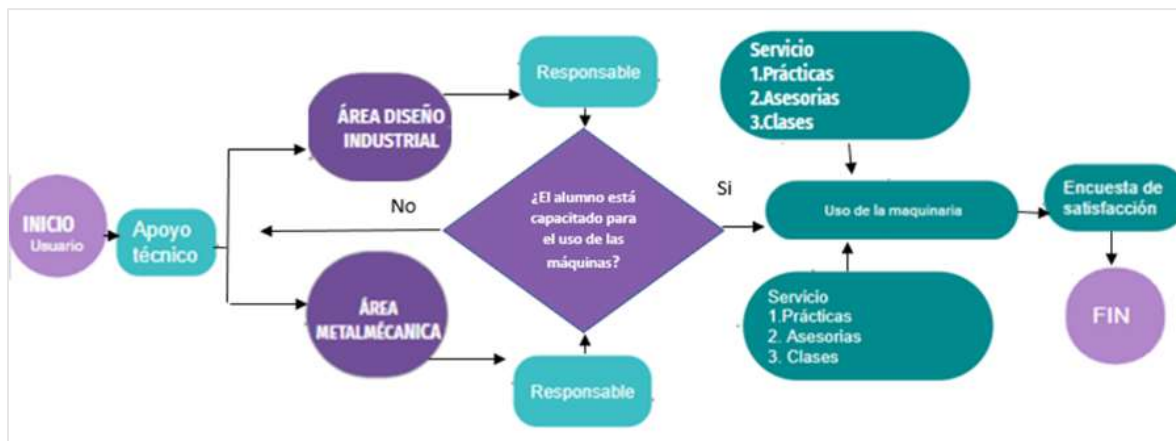 INICIO
Usuario
Apoyo
técnico
ÁREA DISEÑO
INDUSTRIAL
Responsable
No
ÁREA
METALMÉCANICA
Responsable
¿El alumno está
capacitado para
el uso de las
máquinas?
Si
Servicio
1.Prácticas
2.Asesorias
3.Clases
Uso de la maquinaria
Servicio
1.Prácticas
2. Asesorias
3. Clases
Encuesta de
satisfacción
FIN